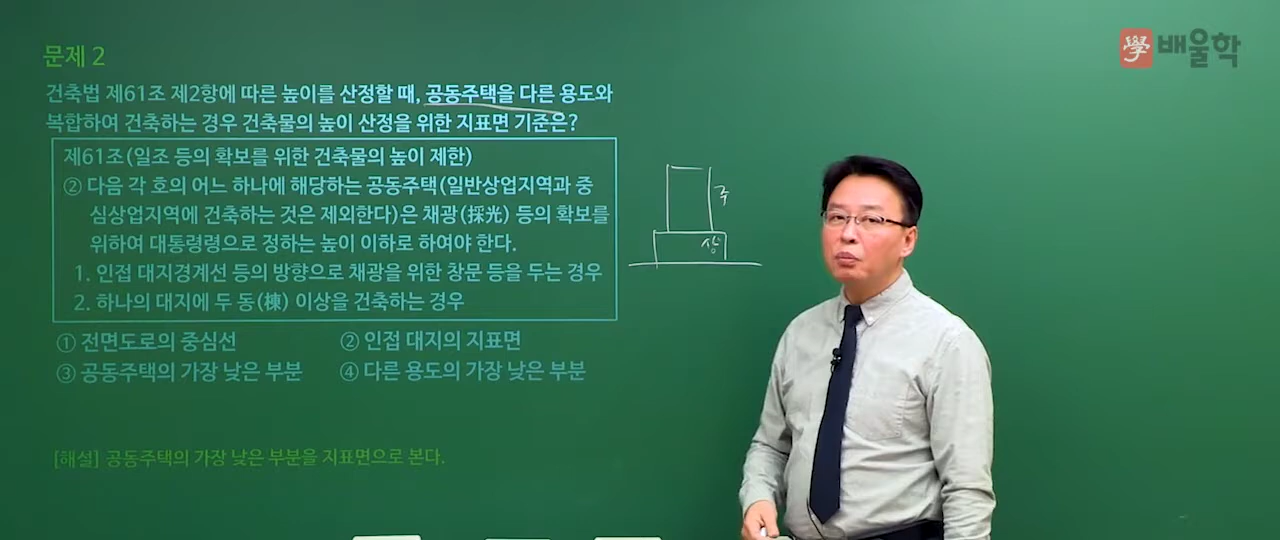 學 배울학
문제 2
건축법 제61조 제2항에 따른 높이를 산정할 때, 공동주택을 다른 용도와
복합하여 건축하는 경우 건축물의 높이 산정을 위한 지표면 기준은?
제61조(일조 등의 확보를 위한 건축물의 높이 제한)
② 다음 각 호의 어느 하나에 해당하는 공동주택(일반상업지역과 중
심상업지역에 건축하는 것은 제외한다)은 채광(採光) 등의 확보를
위하여 대통령령으로 정하는 높이 이하로 하여야 한다.
1. 인접 대지경계선 등의 방향으로 채광을 위한 창문 등을 두는 경우
2. 하나의 대지에 두 동(棟) 이상을 건축하는 경우
① 전면도로의 중심선 ② 인접 대지의 지표면
③ 공동주택의 가장 낮은 부분 ④ 다른 용도의 가장 낮은 부분
[해설] 공동주택의 가장 낮은 부분을 지표면으로 본다.
주
상